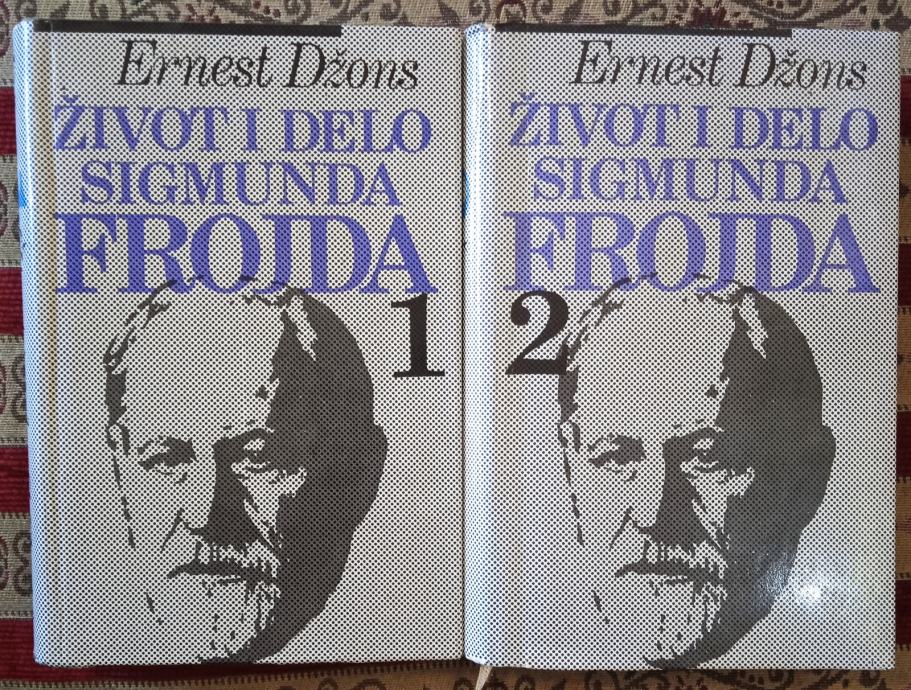 Ernest Džons
ŽIVOT I DELO
SIGMUNDA
FROJDA
1
Ernest Džons
ŽIVOT I DELO
SIGMUNDA
FROJDA
2